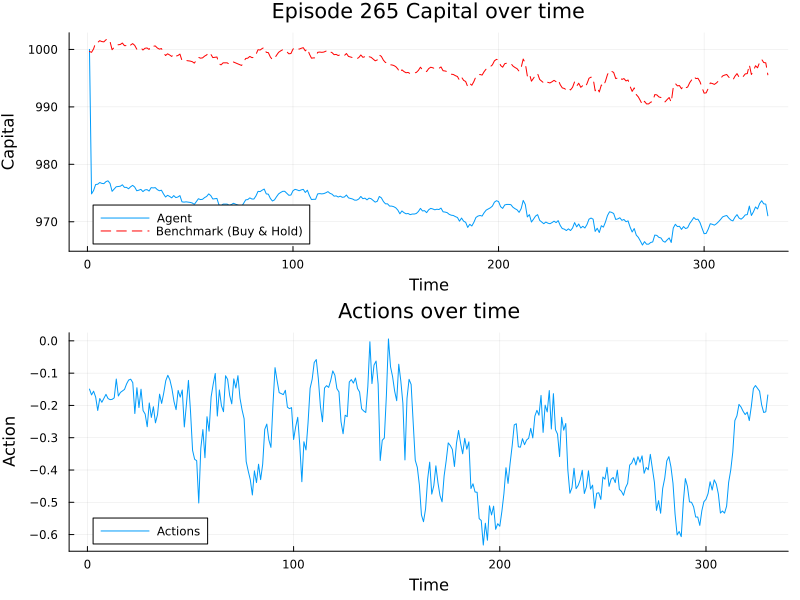 Episode 265 Capital over time
1000
990
980
970
Capital
Agent
Benchmark (Buy & Hold)
0
100
200
300
Time
Actions over time
0.0
−0.1
−0.2
−0.3
−0.4
−0.5
−0.6
Action
Actions
0
100
200
300
Time